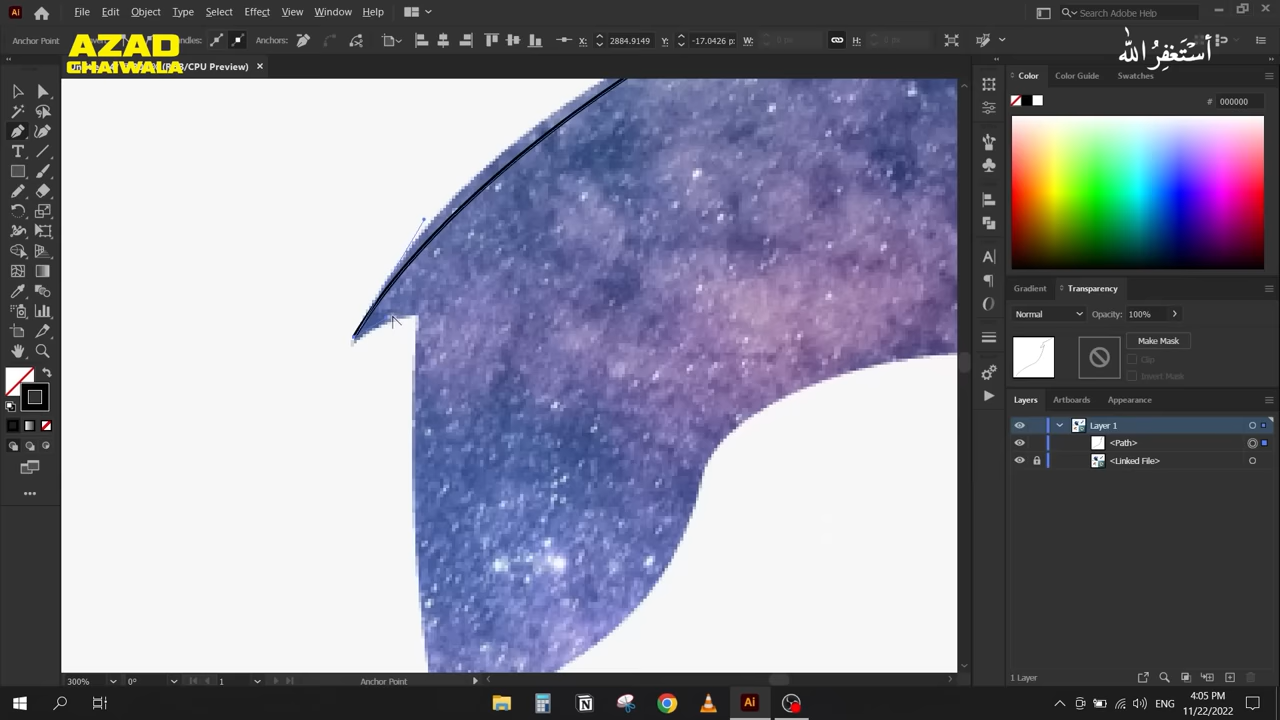 File Edit Object Type Select Effect View Window Help
Search Adobe Help
Anchor Point
Handles:
Anchors:
X: 2884.9149 Y: -17.0426 p: W: H:
AZAD
CHAIWALA
RGB/CPU Preview) ×
أستغفر الله
Color Color Guide Swatches
# 000000
Gradient Transparency
Normal Opacity: 100%
Make Mask
Clip
Invert Mask
Layers Artboards Appearance
Layer 1
<Path>
<Linked File>
300% 0° 1 Anchor Point
1 Layer
ENG
4:05 PM
11/22/2022